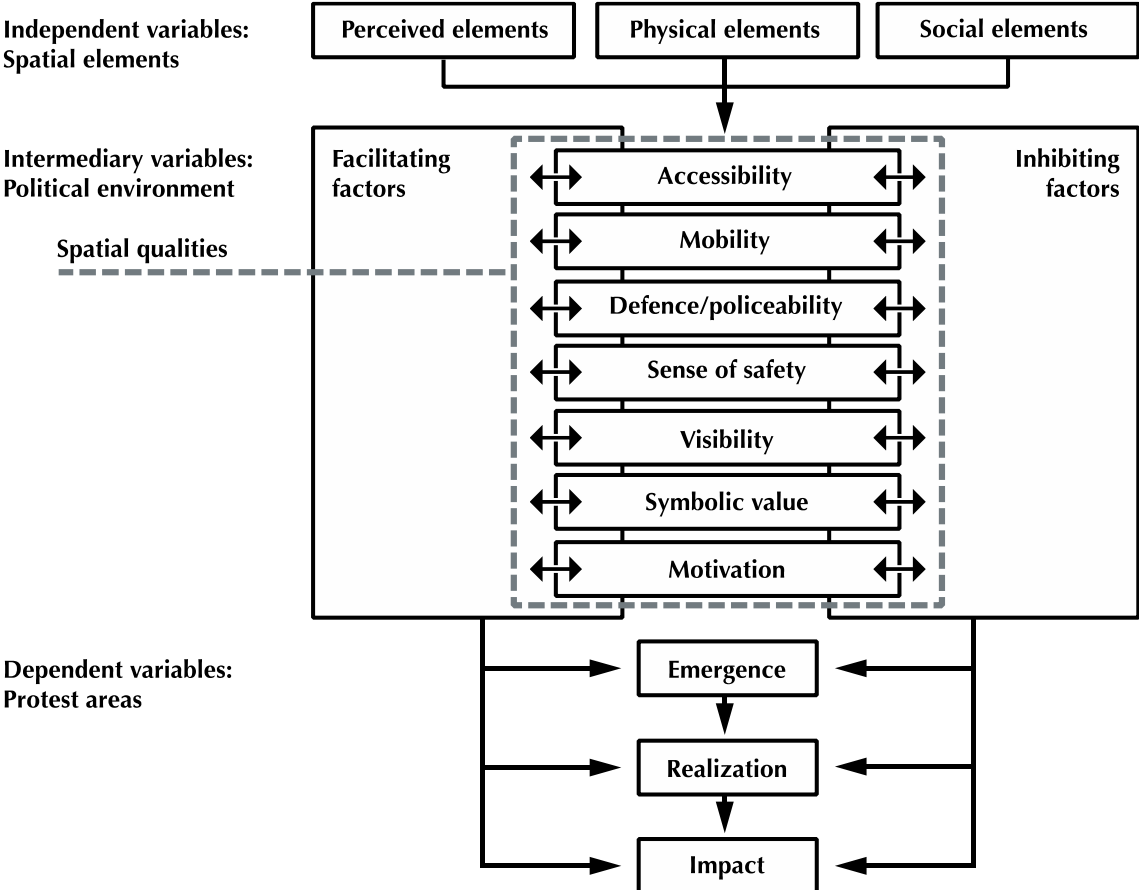 Independent variables:
Spatial elements
Perceived elements
Physical elements
Social elements
Intermediary variables:
Political environment
Spatial qualities
Facilitating
factors
Inhibiting
factors
Accessibility
Mobility
Defence/policeability
Sense of safety
Visibility
Symbolic value
Motivation
Dependent variables:
Protest areas
Emergence
Realization
Impact